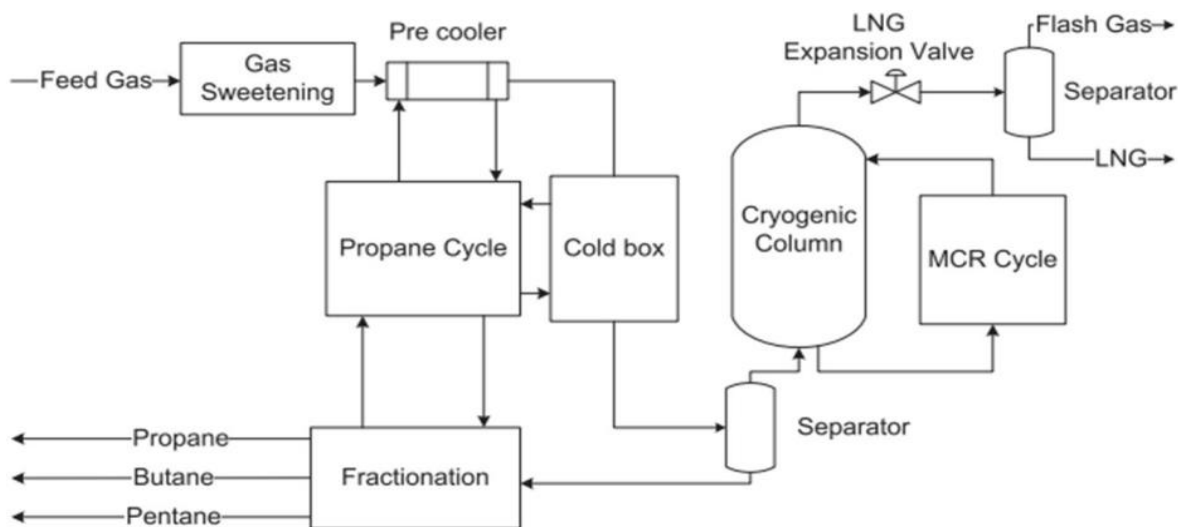 LNG
Expansion Valve
Flash Gas
Pre cooler
Feed Gas
Gas
Sweetening
Separator
LNG
Propane Cycle
Cold box
Cryogenic
Column
MCR Cycle
Separator
Propane
Butane
Pentane
Fractionation